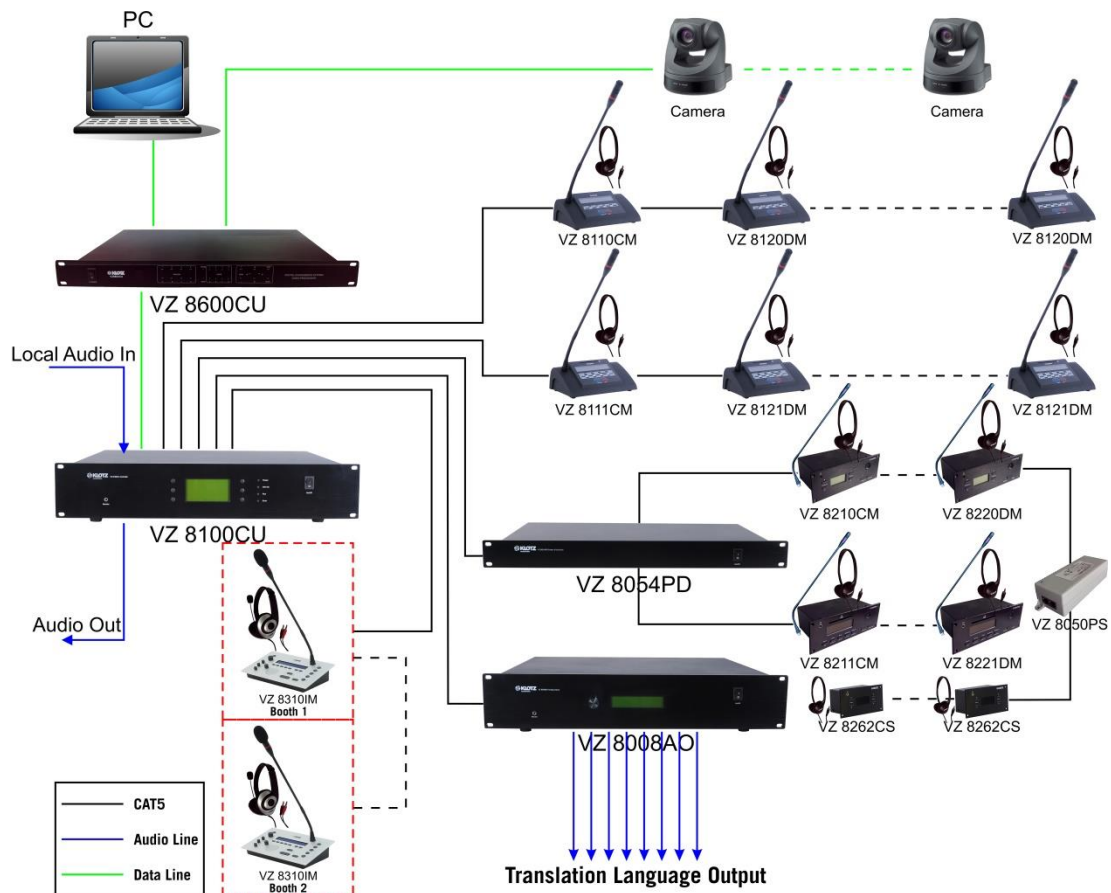 PC
Camera
Camera
VZ 8110CM
VZ 8120DM
VZ 8120DM
VZ 8600CU
Local Audio In
VZ 8111CM
VZ 8121DM
VZ 8121DM
KLOTZ
VZ 8100CU
VZ 8210CM
VZ 8220DM
KLOTZ
VZ 8054PD
VZ 8050PS
Audio Out
VZ 8211CM
VZ 8221DM
VZ 8310IM
Booth 1
KLOTZ
VZ 8262CS
VZ 8262CS
VZ 8008AO
CAT5
Audio Line
Data Line
VZ 8310IM
Booth 2
Translation Language Output